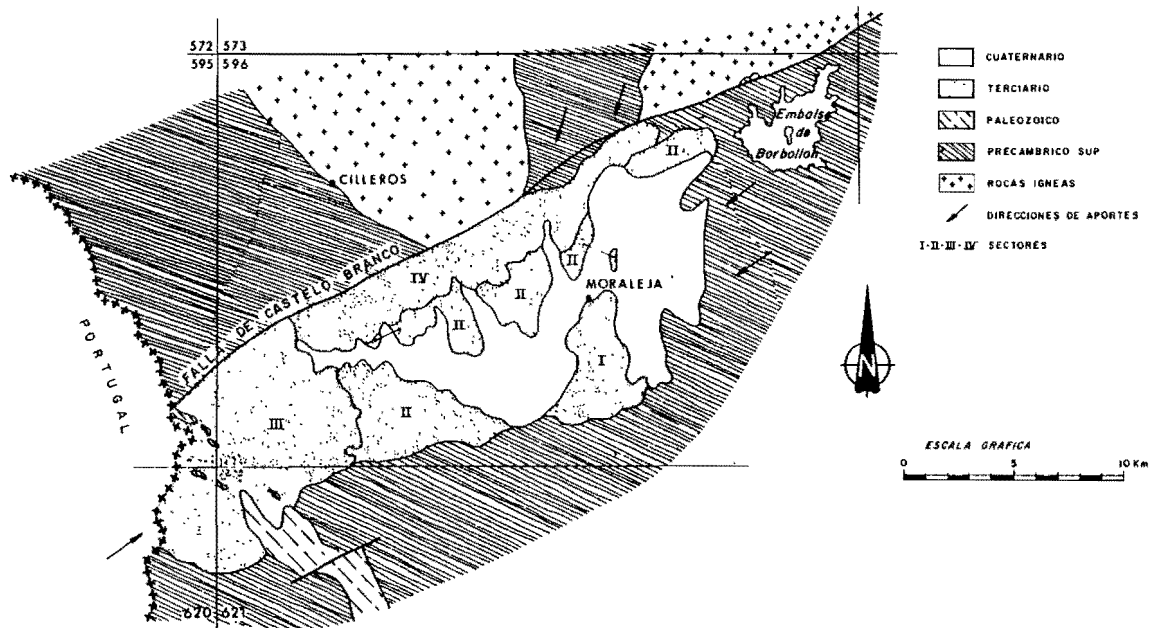 572 573
595 596
CUATERNARIO
TERCIARIO
PALEOZOICO
PRECAMBRICO SUP
ROCAS IGNEAS
DIRECCIONES DE APORTES
I-II-III-IV SECTORES
Embalse
de
Borbollon
II
CILLEROS
FALLA DE CASTELO BRANCO
IV
II
II
II
MORALEJA
I
PORTUGAL
III
II
N
ESCALA GRAFICA
0 5 10 Km
I
620 621